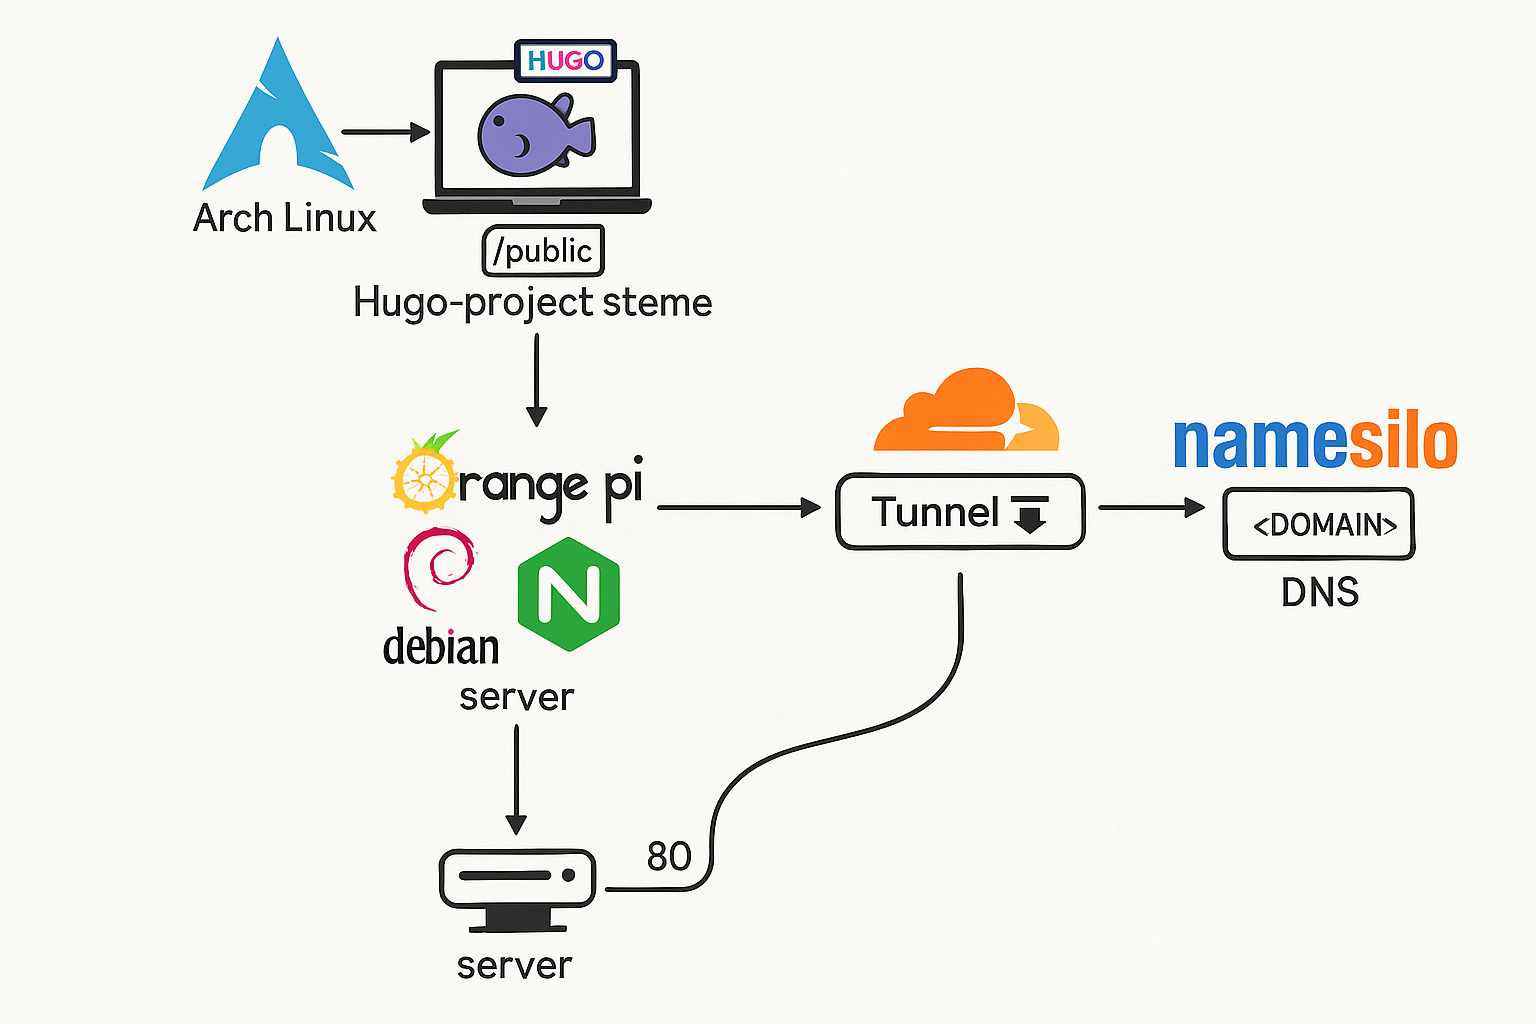 HUGO
Arch Linux
/public
Hugo-project steme
range pi
debian
N
server
Tunnel
namesilo
<DOMAIN>
DNS
80
server